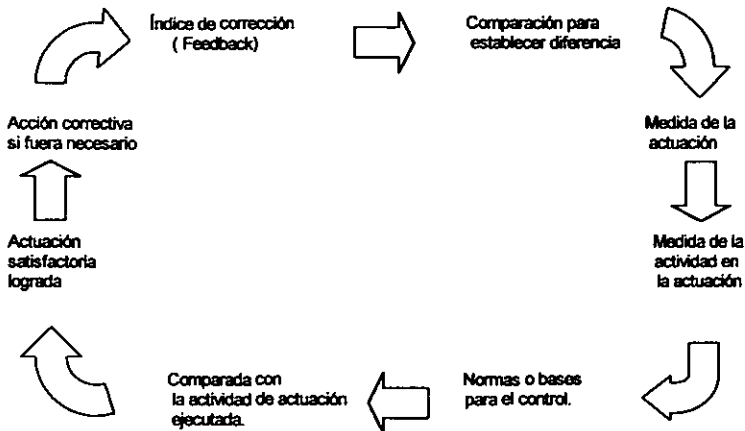 Índice de corrección
( Feedback)
Comparación para
establecer diferencia
Acción correctiva
si fuera necesario
Medida de la
actuación
Actuación
satisfactoria
lograda
Medida de la
actividad en
la actuación
Comparada con
la actividad de actuación
ejecutada.
Normas o bases
para el control.